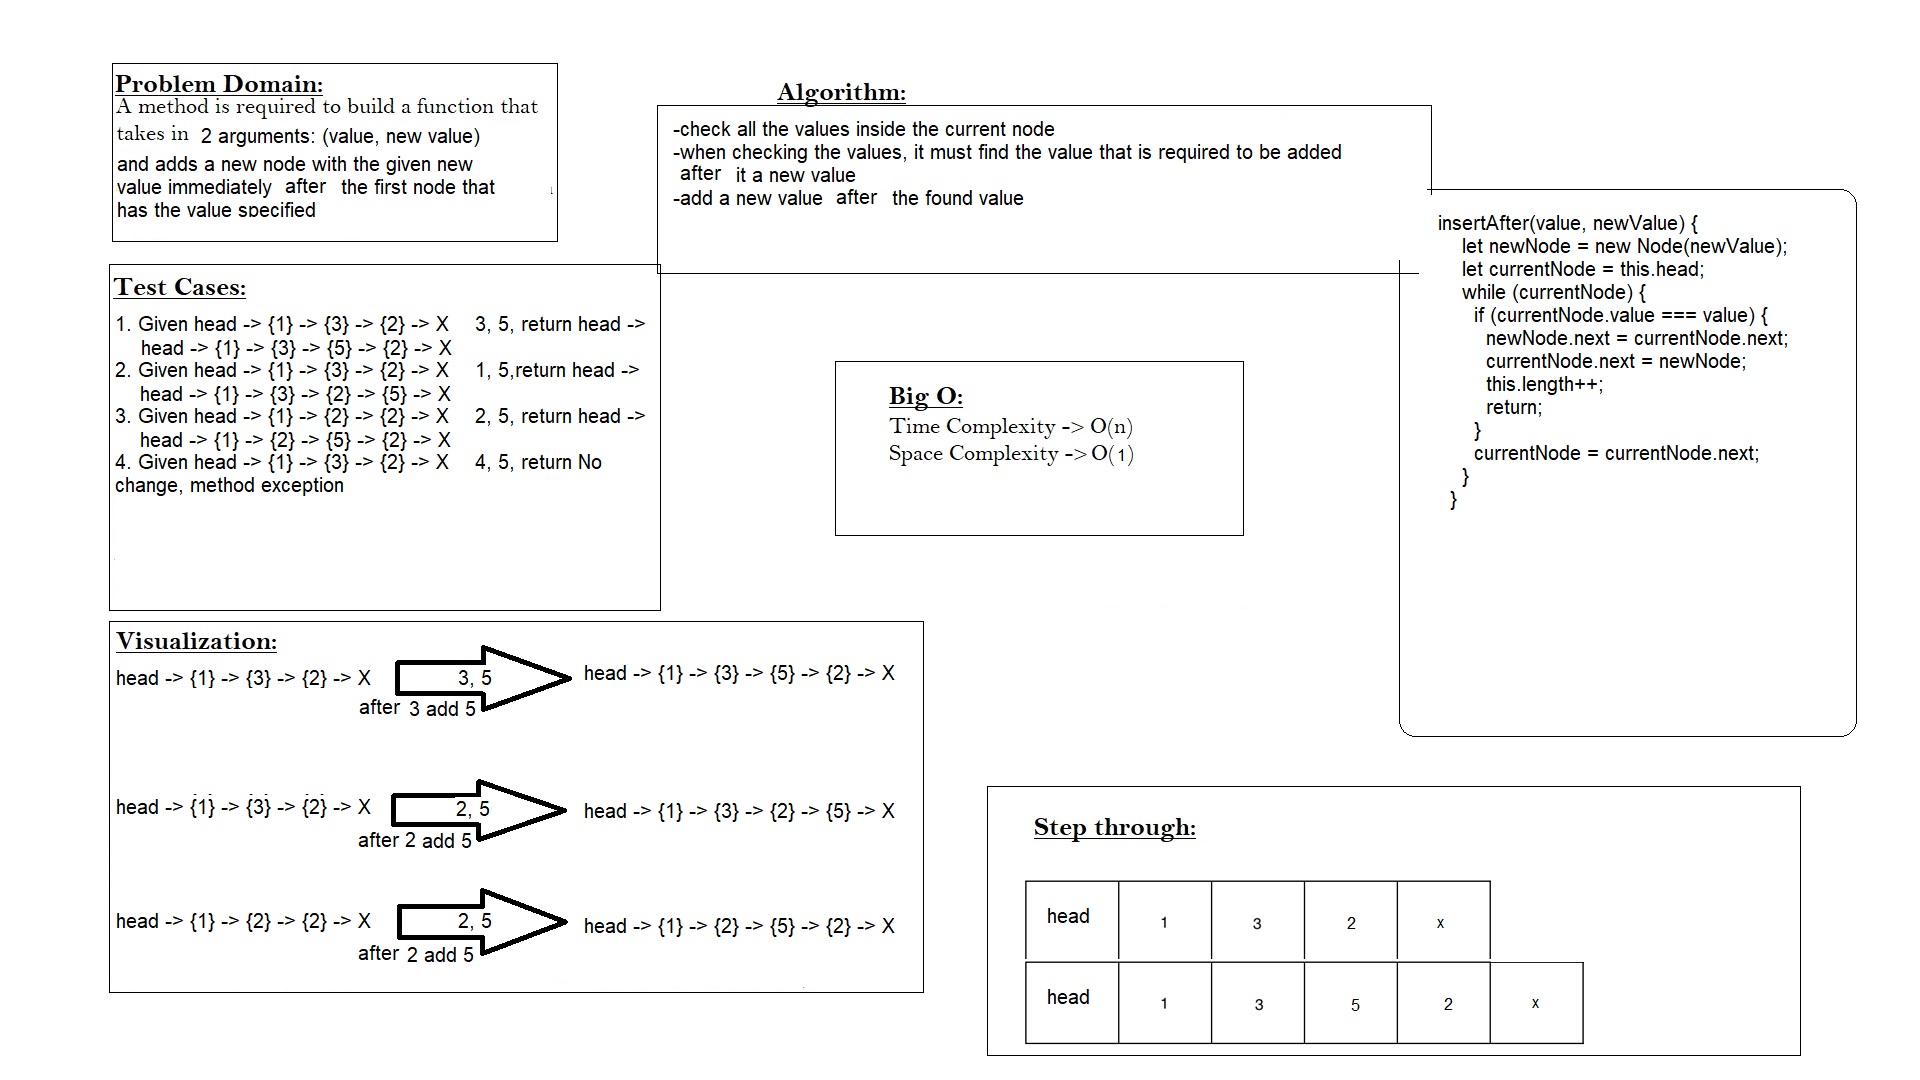 Problem Domain:
A method is required to build a function that
takes in 2 arguments: (value, new value)
and adds a new node with the given new
value immediately after the first node that
has the value specified
Algorithm:
-check all the values inside the current node
-when checking the values, it must find the value that is required to be added
after it a new value
-add a new value after the found value
insertAfter(value, newValue) {
let newNode = new Node(newValue);
let currentNode = this.head;
while (currentNode) {
if (currentNode.value === value) {
newNode.next = currentNode.next;
currentNode.next = newNode;
this.length++;
return;
}
currentNode = currentNode.next;
}
}
Test Cases:
1. Given head -> {1} -> {3} -> {2} -> X 3, 5, return head ->
head -> {1} -> {3} -> {5} -> {2} -> X
2. Given head -> {1} -> {3} -> {2} -> X 1, 5,return head ->
head -> {1} -> {3} -> {2} -> {5} -> X
3. Given head -> {1} -> {2} -> {2} -> X 2, 5, return head ->
head -> {1} -> {2} -> {5} -> {2} -> X
4. Given head -> {1} -> {3} -> {2} -> X 4, 5, return No
change, method exception
Big O:
Time Complexity -> O(n)
Space Complexity -> O(1)
Visualization:
head -> {1} -> {3} -> {2} -> X 3, 5 head -> {1} -> {3} -> {5} -> {2} -> X
after 3 add 5
head -> {1} -> {3} -> {2} -> X 2, 5 head -> {1} -> {3} -> {2} -> {5} -> X
after 2 add 5
head -> {1} -> {2} -> {2} -> X 2, 5 head -> {1} -> {2} -> {5} -> {2} -> X
after 2 add 5
Step through:
head 1 3 2 x
head 1 3 5 2 x